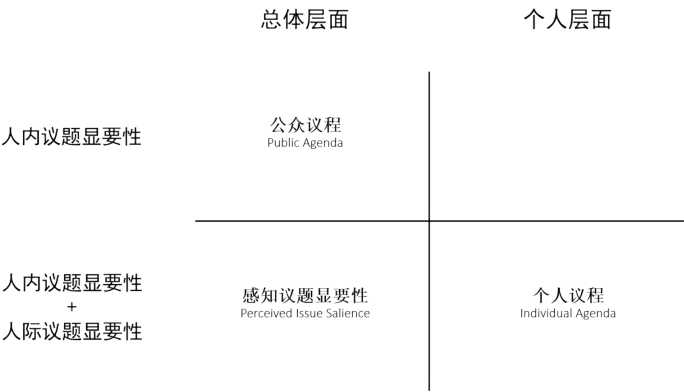 总体层面
个人层面
人内议题显要性
公众议程
Public Agenda
人内议题显要性
+
人际议题显要性
感知议题显要性
Perceived Issue Salience
个人议程
Individual Agenda